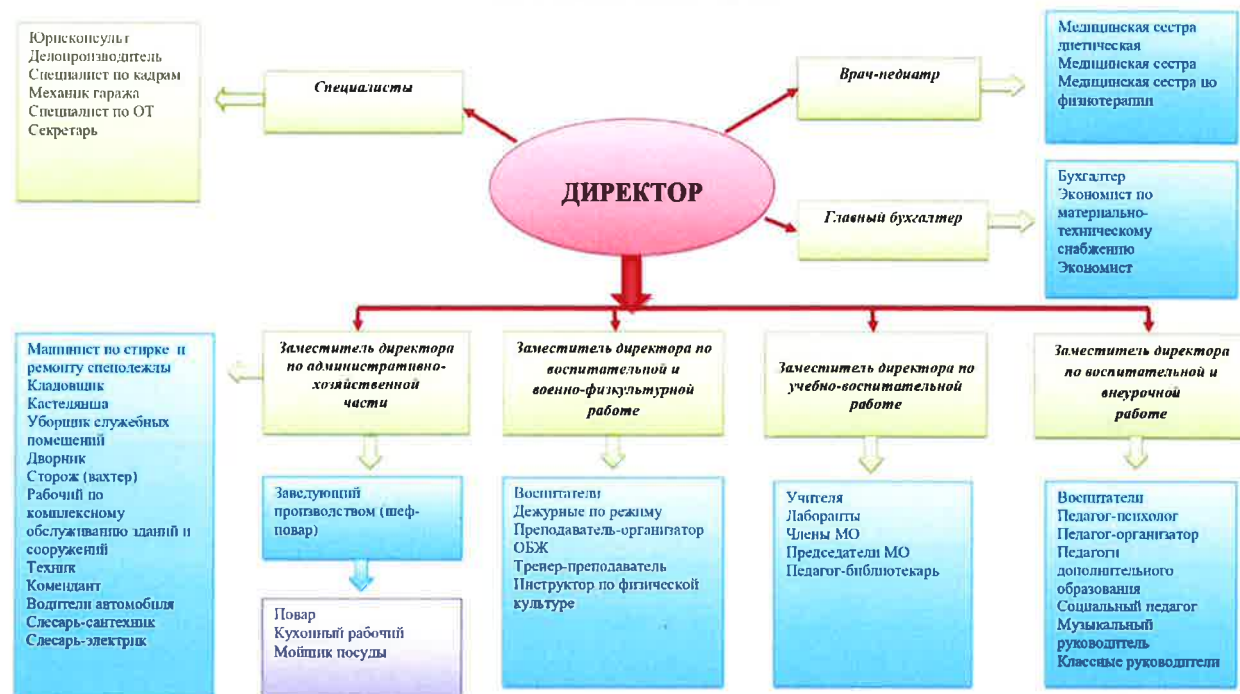 Юрисконсульт
Делопроизводитель
Специалист по кадрам
Механик гаража
Специалист по ОТ
Секретарь
Специалисты
Врач-педиатр
Медицинская сестра
диетическая
Медицинская сестра
Медицинская сестра по
физиотерапии
ДИРЕКТОР
Главный бухгалтер
Бухгалтер
Экономист по
материально-
техническому
снабжению
Экономист
Машинист по стирке и
ремонту спецодежды
Кладовщик
Кастелянша
Уборщик служебных
помещений
Дворник
Сторож (вахтер)
Рабочий по
комплексному
обслуживанию зданий и
сооружений
Техник
Комендант
Водители автомобиля
Слесарь-сантехник
Слесарь-электрик
Заместитель директора
по административно-
хозяйственной
части
Заместитель директора по
воспитательной и
военно-физкультурной
работе
Заместитель директора по
учебно-воспитательной
работе
Заместитель директора
по воспитательной и
внеурочной
работе
Заведующий
производством (шеф-
повар)
Повар
Кухонный рабочий
Мойщик посуды
Воспитатели
Дежурные по режиму
Преподаватель-организатор
ОБЖ
Тренер-преподаватель
Инструктор по физической
культуре
Учителя
Лаборанты
Члены МО
Председатели МО
Педагог-библиотекарь
Воспитатели
Педагог-психолог
Педагог-организатор
Педагоги
дополнительного
образования
Социальный педагог
Музыкальный
руководитель
Классные руководители